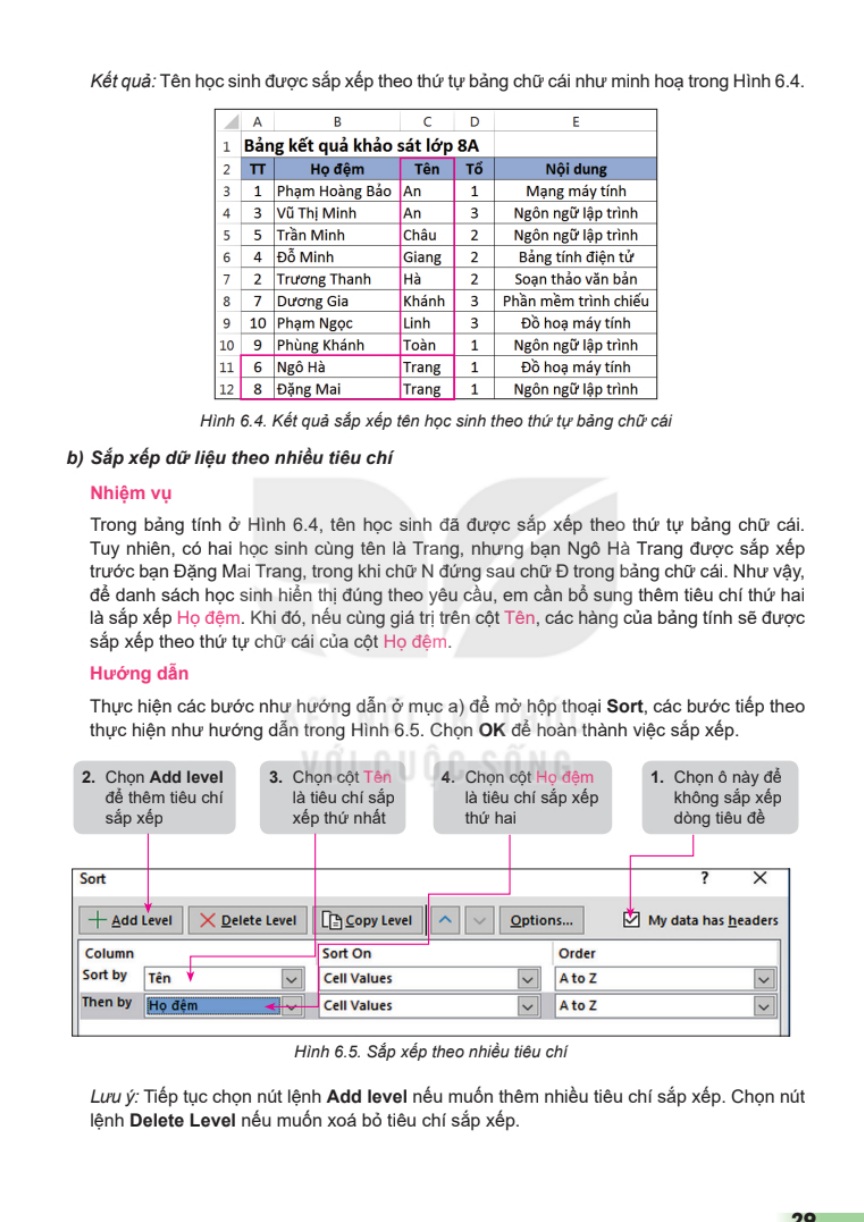 Kết quả: Tên học sinh được sắp xếp theo thứ tự bảng chữ cái như minh hoạ trong Hình 6.4.
A B C D E
1 Bảng kết quả khảo sát lớp 8A
2 TT Họ đệm Tên Tổ Nội dung
3 1 Phạm Hoàng Bảo An 1 Mạng máy tính
4 3 Vũ Thị Minh An 3 Ngôn ngữ lập trình
5 5 Trần Minh Châu 2 Ngôn ngữ lập trình
6 4 Đỗ Minh Giang 2 Bảng tính điện tử
7 2 Trương Thanh Hà 2 Soạn thảo văn bản
8 7 Dương Gia Khánh 3 Phần mềm trình chiếu
9 10 Phạm Ngọc Linh 3 Đồ hoạ máy tính
10 9 Phùng Khánh Toàn 1 Ngôn ngữ lập trình
11 6 Ngô Hà Trang 1 Đồ hoạ máy tính
12 8 Đặng Mai Trang 1 Ngôn ngữ lập trình
Hình 6.4. Kết quả sắp xếp tên học sinh theo thứ tự bảng chữ cái
b) Sắp xếp dữ liệu theo nhiều tiêu chí
Nhiệm vụ
Trong bảng tính ở Hình 6.4, tên học sinh đã được sắp xếp theo thứ tự bảng chữ cái.
Tuy nhiên, có hai học sinh cùng tên là Trang, nhưng bạn Ngô Hà Trang được sắp xếp
trước bạn Đặng Mai Trang, trong khi chữ N đứng sau chữ Đ trong bảng chữ cái. Như vậy,
để danh sách học sinh hiển thị đúng theo yêu cầu, em cần bổ sung thêm tiêu chí thứ hai
là sắp xếp Họ đệm. Khi đó, nếu cùng giá trị trên cột Tên, các hàng của bảng tính sẽ được
sắp xếp theo thứ tự chữ cái của cột Họ đệm.
Hướng dẫn
Thực hiện các bước như hướng dẫn ở mục a) để mở hộp thoại Sort, các bước tiếp theo
thực hiện như hướng dẫn trong Hình 6.5. Chọn OK để hoàn thành việc sắp xếp.
KẾT NỐI TRI THỨC
VỚI CUỘC SỐNG
2. Chọn Add level
để thêm tiêu chí
sắp xếp
3. Chọn cột Tên
là tiêu chí sắp
xếp thứ nhất
4. Chọn cột Họ đệm
là tiêu chí sắp xếp
thứ hai
1. Chọn ô này để
không sắp xếp
dòng tiêu đề
Sort ?
Add Level Delete Level Copy Level Options... My data has headers
Column Sort On Order
Sort by Tên Cell Values A to Z
Then by Họ đệm Cell Values A to Z
Hình 6.5. Sắp xếp theo nhiều tiêu chí
Lưu ý: Tiếp tục chọn nút lệnh Add level nếu muốn thêm nhiều tiêu chí sắp xếp. Chọn nút
lệnh Delete Level nếu muốn xoá bỏ tiêu chí sắp xếp.
29